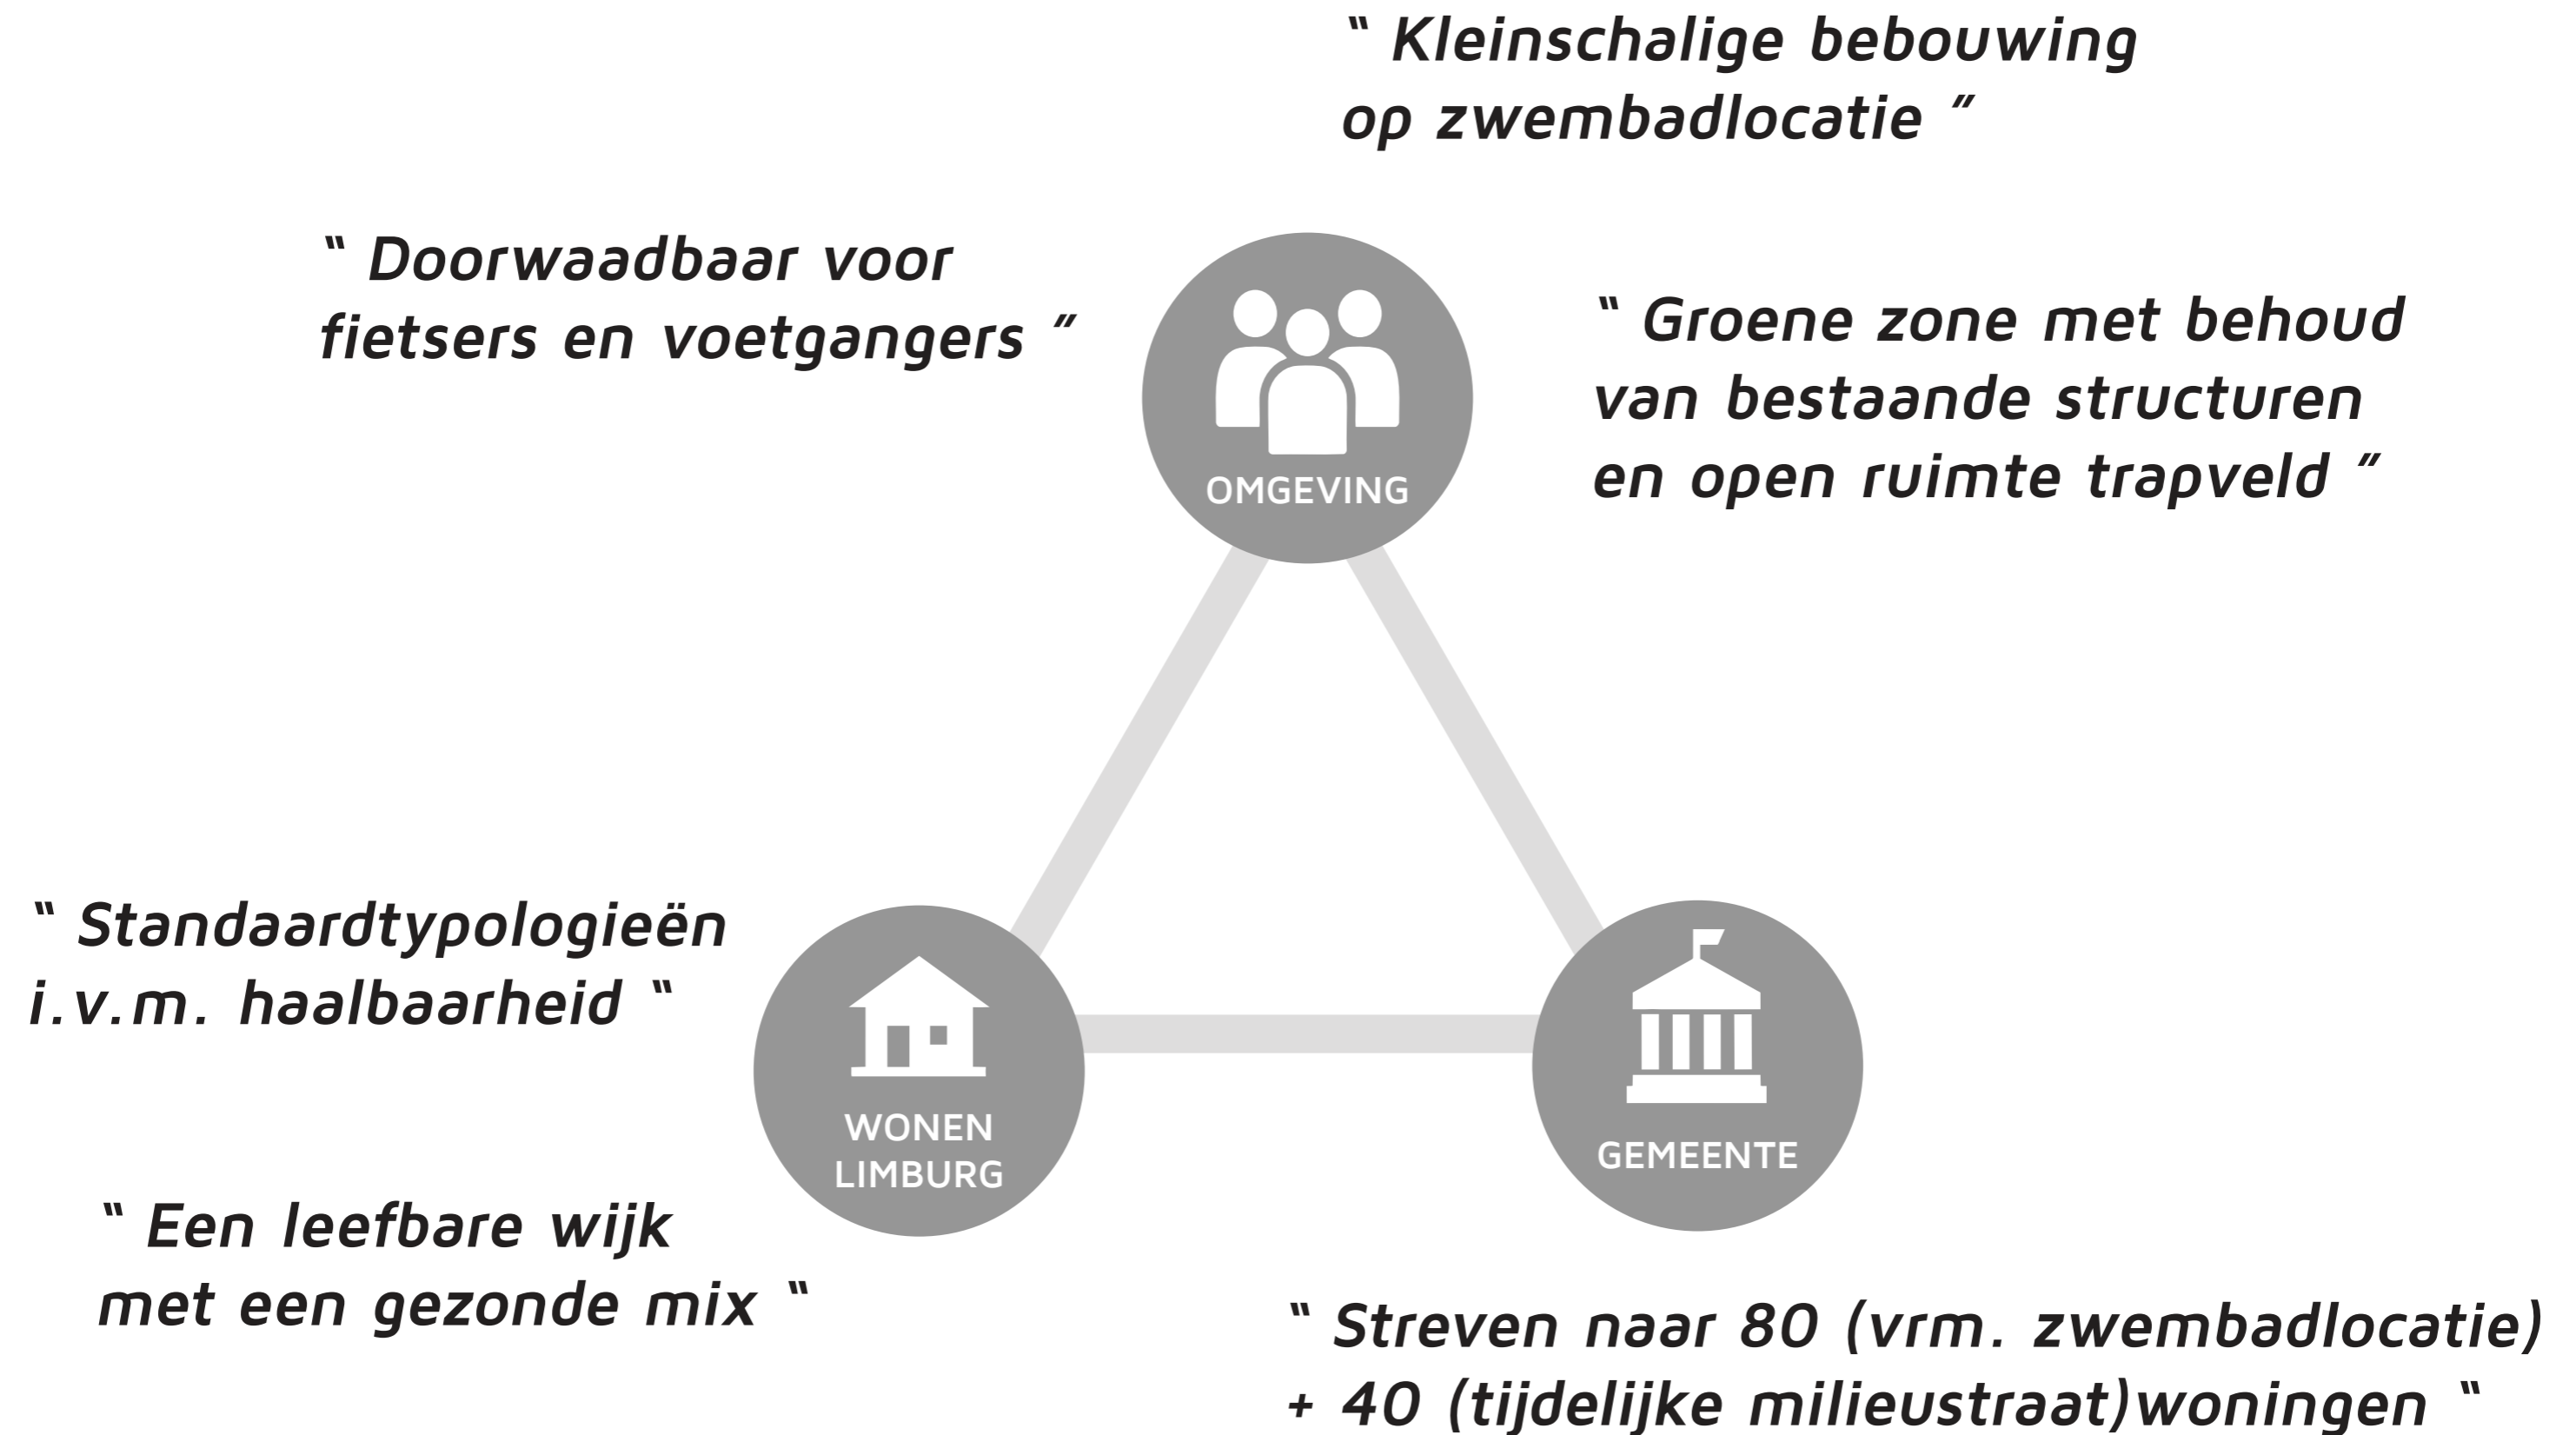 “ Kleinschalige bebouwing
op zwembadlocatie ”
“ Doorwaadbaar voor
fietsers en voetgangers ”
“ Groene zone met behoud
van bestaande structuren
en open ruimte trapveld ”
OMGEVING
“ Standaardtypologieën
i.v.m. haalbaarheid “
WONEN
LIMBURG
GEMEENTE
“ Een leefbare wijk
met een gezonde mix “
“ Streven naar 80 (vrm. zwembadlocatie)
+ 40 (tijdelijke milieustraat)woningen “